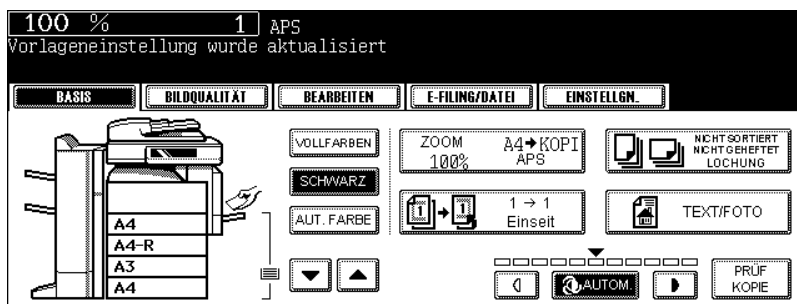 100 % 1 APS
Vorlageneinstellung wurde aktualisiert
BASIS BILDQUALITÄT BEARBEITEN E-FILING/DATEI EINSTELLGN.
VOLLFARBEN
SCHWARZ
AUT. FARBE
ZOOM A4➔KOPI
100% APS
NICHT SORTIERT
NICHT GEHEFTET
LOCHUNG
1 1
1 → 1
Einseit
TEXT/FOTO
A4
A4-R
A3
A4
AUTOM.
PRÜF
KOPIE